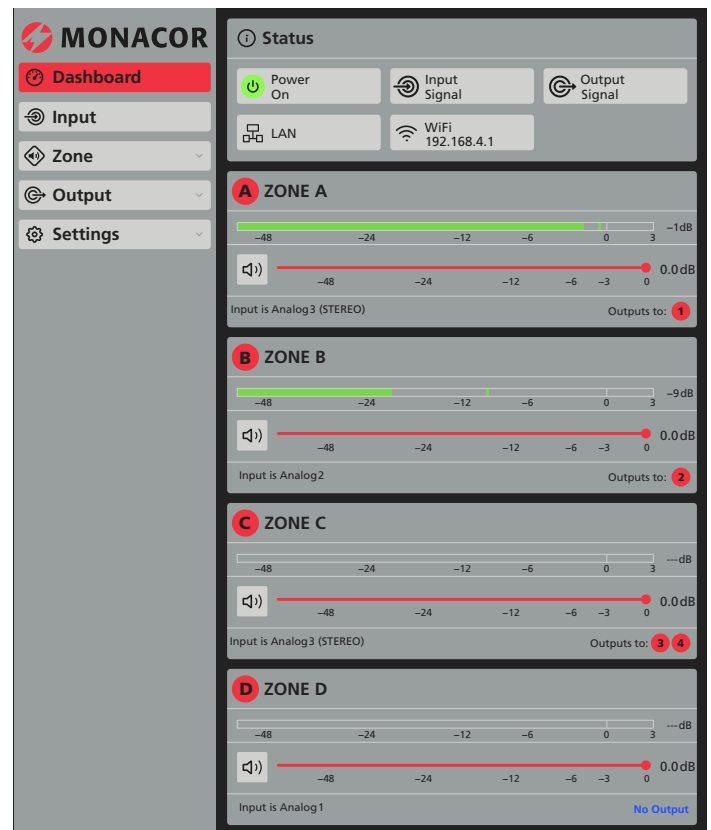 MONACOR
Dashboard
Input
Zone
Output
Settings
Status
Power
On
Input
Signal
Output
Signal
LAN
WiFi
192.168.4.1
A ZONE A
−1dB
−48 −24 −12 −6 0 3
0.0dB
−48 −24 −12 −6 −3 0
Input is Analog3 (STEREO) Outputs to: 1
B ZONE B
−9dB
−48 −24 −12 −6 0 3
0.0dB
−48 −24 −12 −6 −3 0
Input is Analog2 Outputs to: 2
C ZONE C
---dB
−48 −24 −12 −6 0 3
0.0dB
−48 −24 −12 −6 −3 0
Input is Analog3 (STEREO) Outputs to: 3 4
D ZONE D
---dB
−48 −24 −12 −6 0 3
0.0dB
−48 −24 −12 −6 −3 0
Input is Analog1 No Output